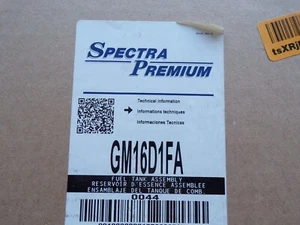 tsXRj
SPECTRA
PREMIUM
Technical information
Informations techniques
Informaciones Tecnicas
GM16D1FA
FUEL TANK ASSEMBLY
RESERVOIR D'ESSENCE ASSEMBLEE
ENSAMBLAJE DEL TANQUE DE COMB.
0044